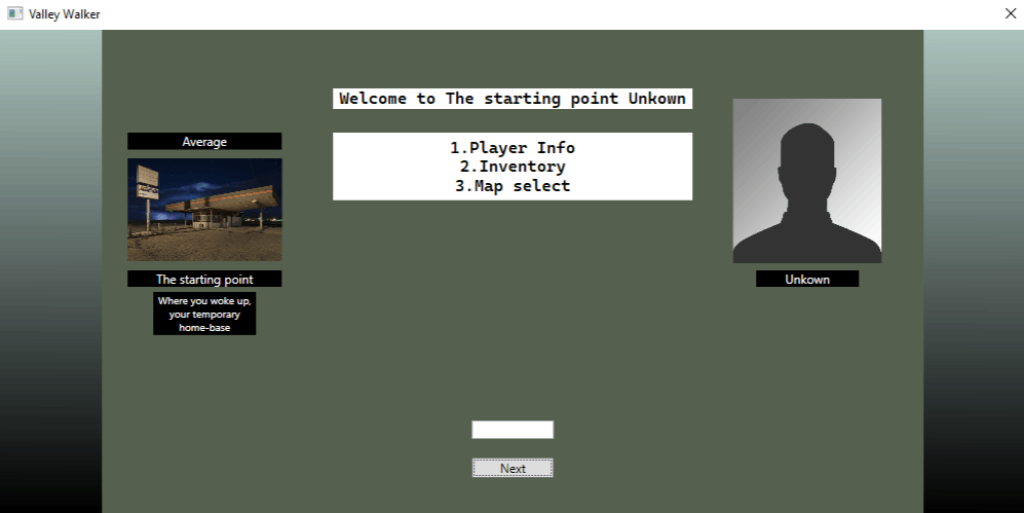 Valley Walker
Welcome to The starting point Unkown
Average
1.Player Info
2.Inventory
3.Map select
The starting point
Where you woke up,
your temporary
home-base
Unkown
Next